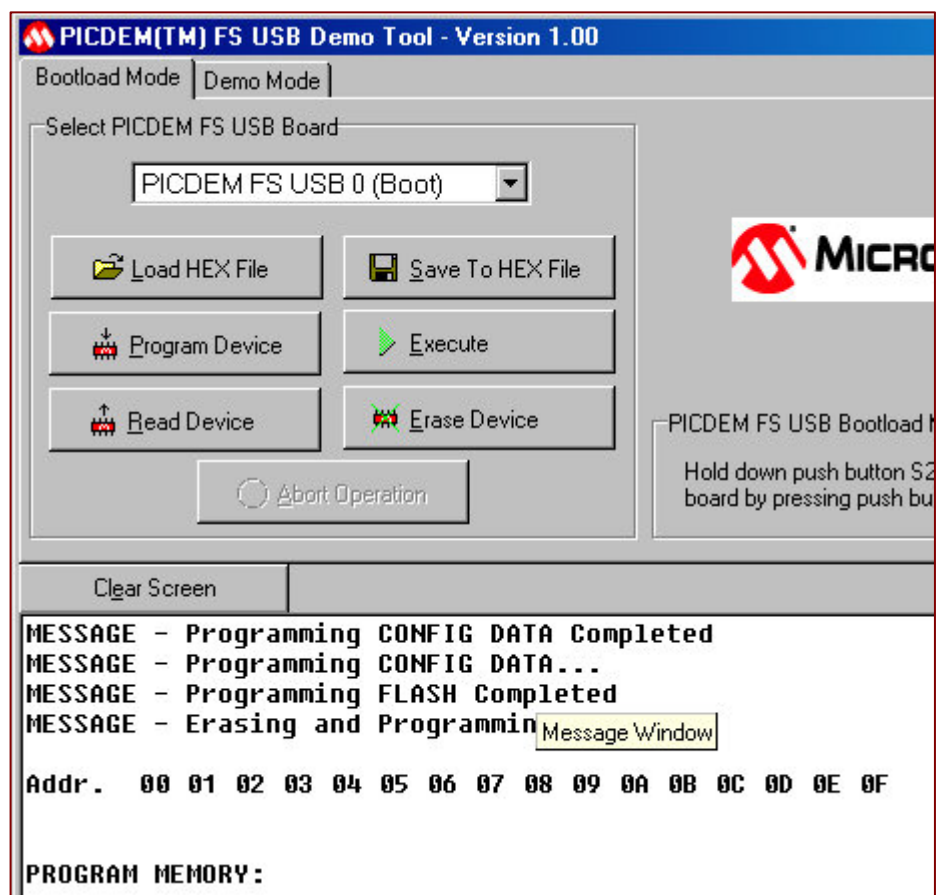 PICDEM(TM) FS USB Demo Tool - Version 1.00
Bootload Mode Demo Mode
Select PICDEM FS USB Board
PICDEM FS USB 0 (Boot)
Load HEX File Save To HEX File
Program Device Execute
Read Device Erase Device
Abort Operation
MICRO
PICDEM FS USB Bootload
Hold down push button S2
board by pressing push bu
Clear Screen
MESSAGE - Programming CONFIG DATA Completed
MESSAGE - Programming CONFIG DATA...
MESSAGE - Programming FLASH Completed
MESSAGE - Erasing and Programmin
Message Window
Addr. 00 01 02 03 04 05 06 07 08 09 0A 0B 0C 0D 0E 0F
PROGRAM MEMORY: